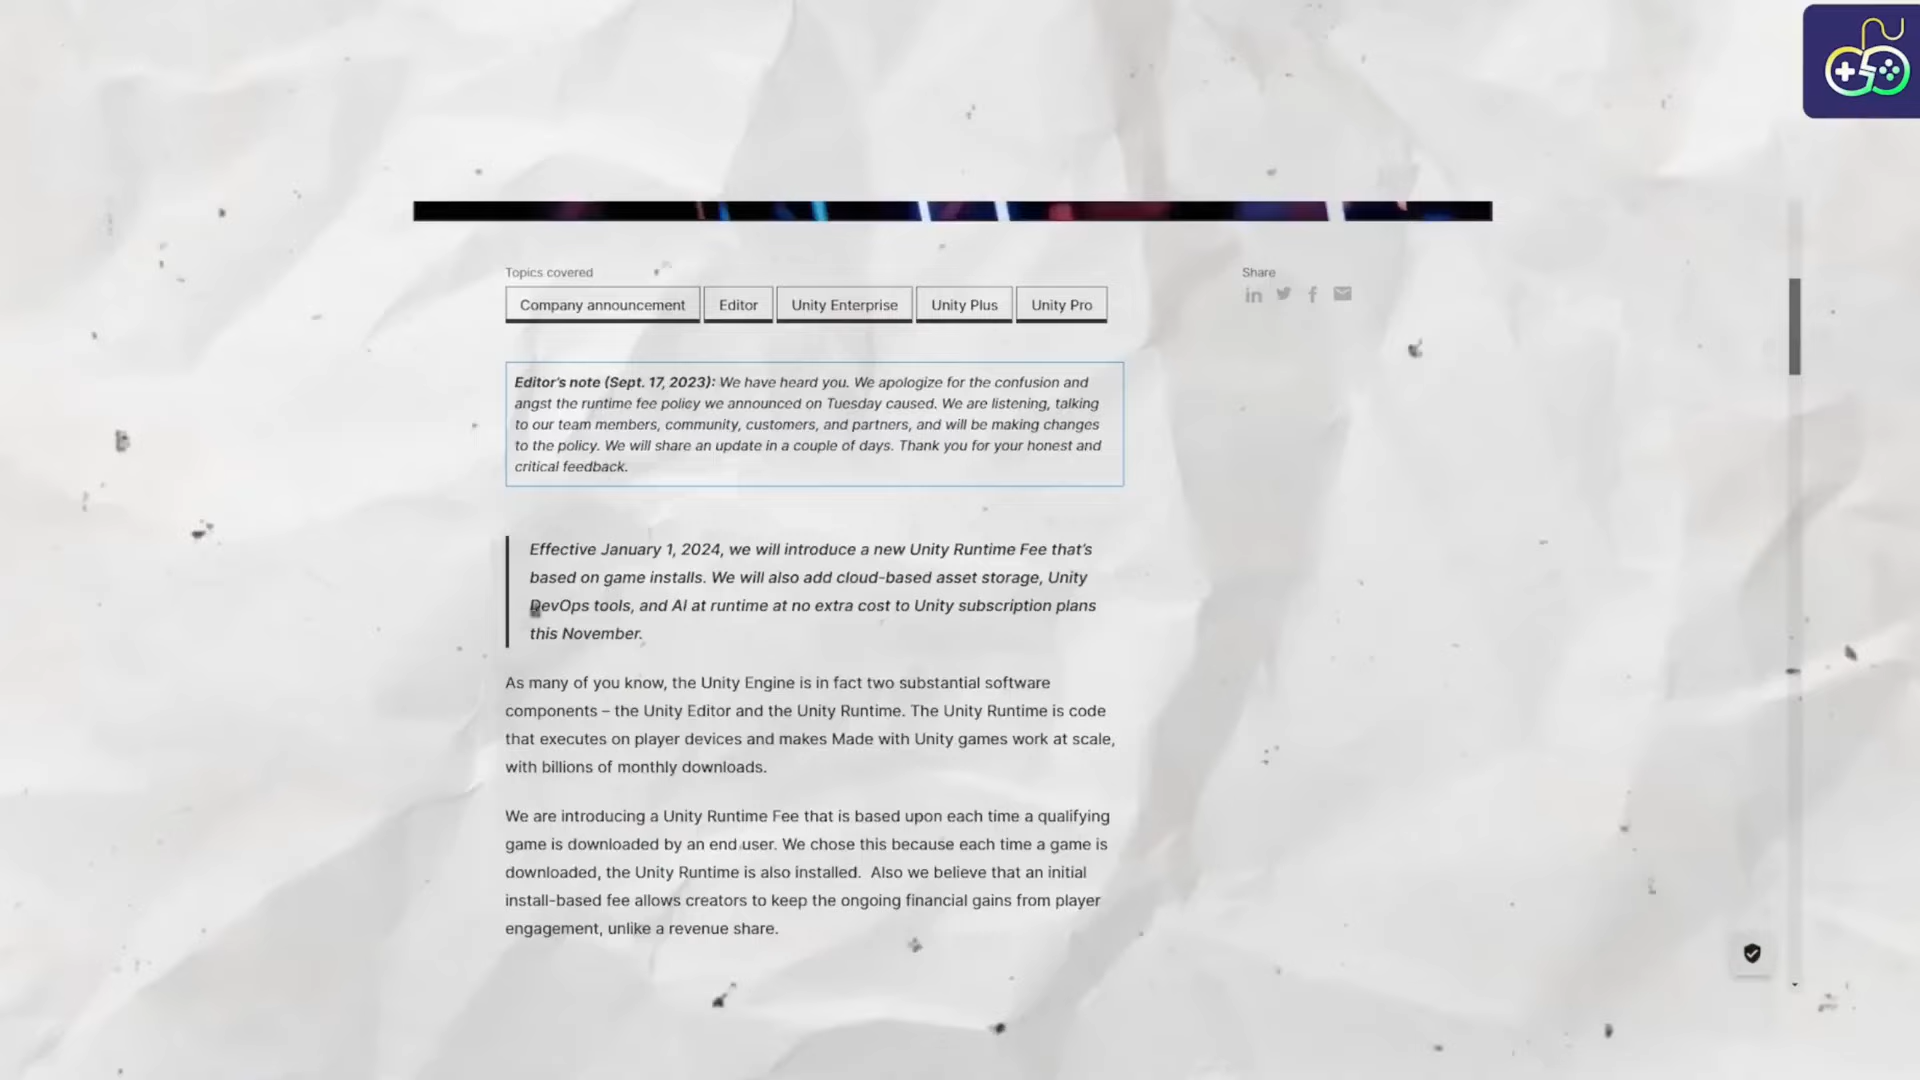 Topics covered
Share
Company announcement
Editor
Unity Enterprise
Unity Plus
Unity Pro
Editor's note (Sept. 17, 2023): We have heard you. We apologize for the confusion and
angst the runtime fee policy we announced on Tuesday caused. We are listening, talking
to our team members, community, customers, and partners, and will be making changes
to the policy. We will share an update in a couple of days. Thank you for your honest and
critical feedback.
Effective January 1, 2024, we will introduce a new Unity Runtime Fee that's
based on game installs. We will also add cloud-based asset storage, Unity
DevOps tools, and AI at runtime at no extra cost to Unity subscription plans
this November.
As many of you know, the Unity Engine is in fact two substantial software
components – the Unity Editor and the Unity Runtime. The Unity Runtime is code
that executes on player devices and makes Made with Unity games work at scale,
with billions of monthly downloads.
We are introducing a Unity Runtime Fee that is based upon each time a qualifying
game is downloaded by an end user. We chose this because each time a game is
downloaded, the Unity Runtime is also installed.  Also we believe that an initial
install-based fee allows creators to keep the ongoing financial gains from player
engagement, unlike a revenue share.